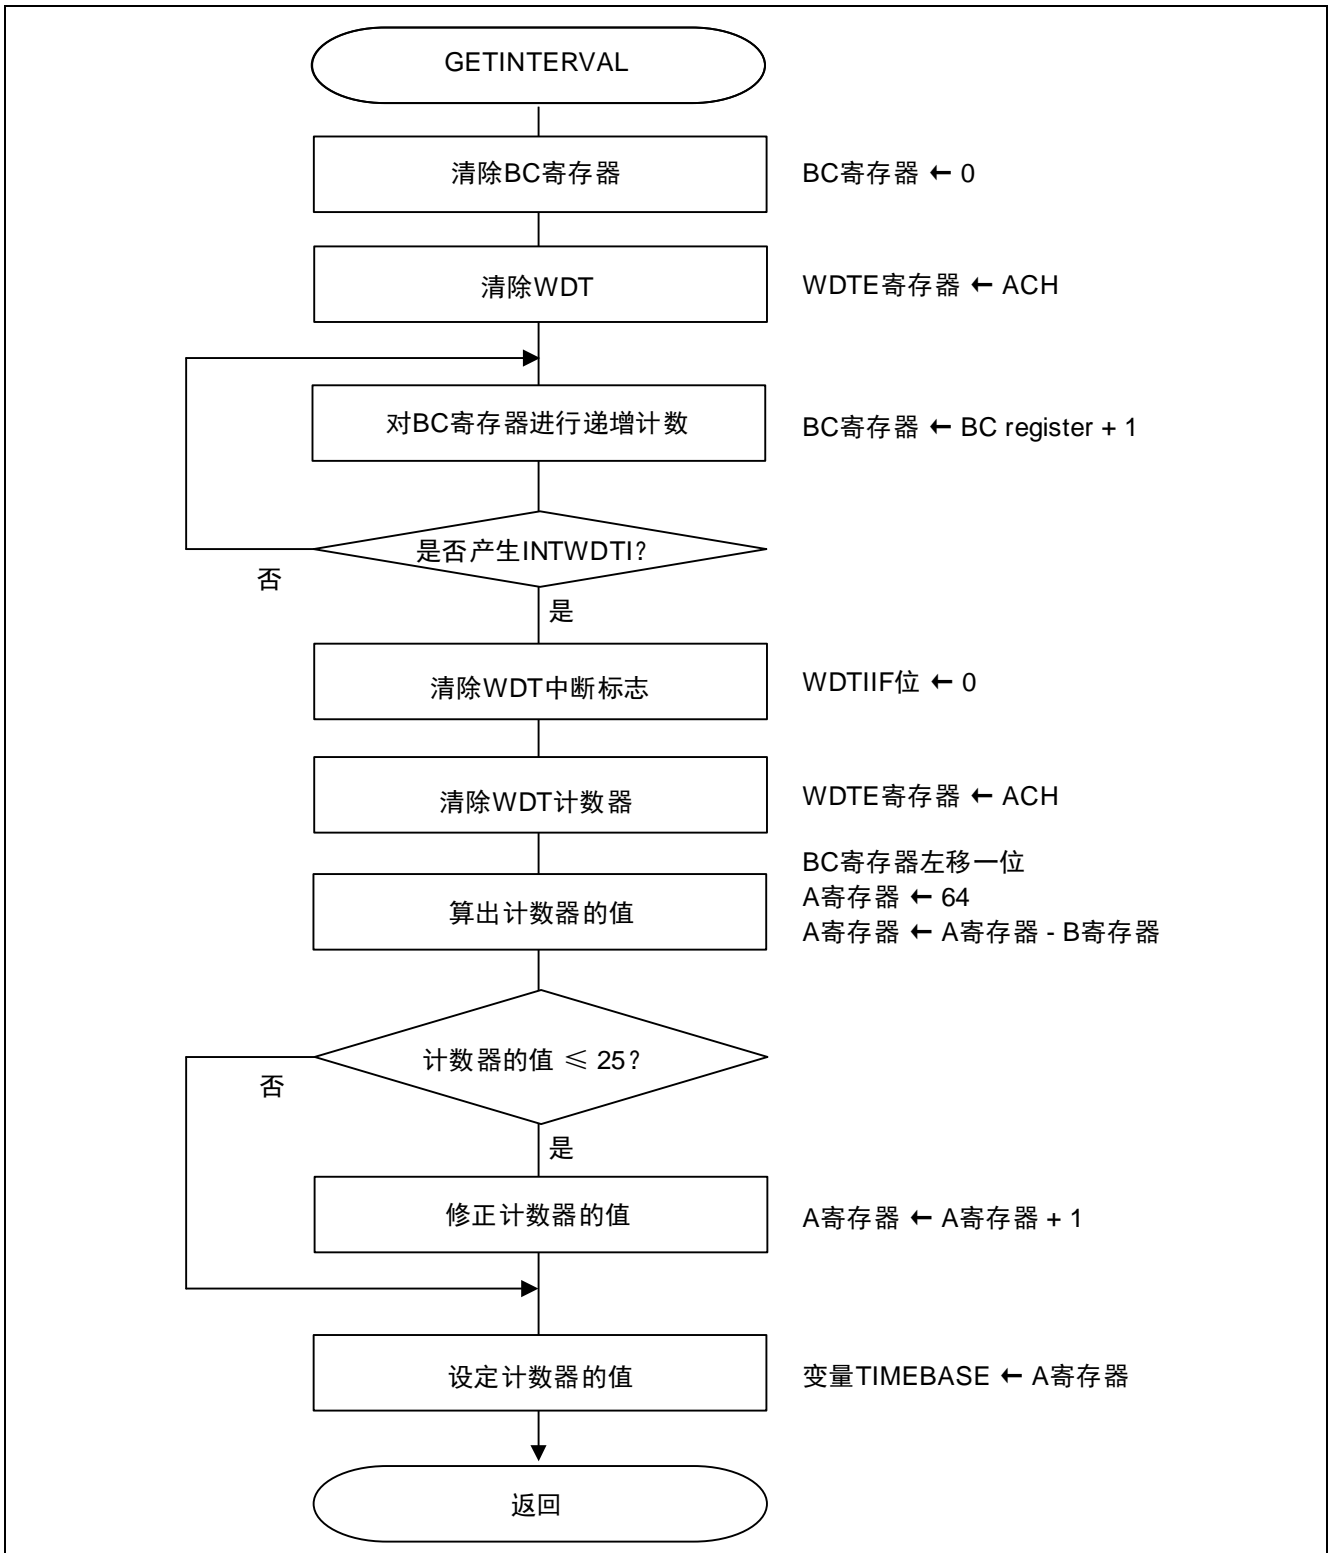 GETINTERVAL
清除BC寄存器
BC寄存器 ← 0
清除WDT
WDTE寄存器 ← ACH
对BC寄存器进行递增计数
BC寄存器 ← BC register + 1
是否产生INTWDTI？
否
是
清除WDT中断标志
WDTIIF位 ← 0
清除WDT计数器
WDTE寄存器 ← ACH
BC寄存器左移一位
算出计数器的值
A寄存器 ← 64
A寄存器 ← A寄存器 - B寄存器
计数器的值 ≤ 25？
否
是
修正计数器的值
A寄存器 ← A寄存器 + 1
设定计数器的值
变量TIMEBASE ← A寄存器
返回